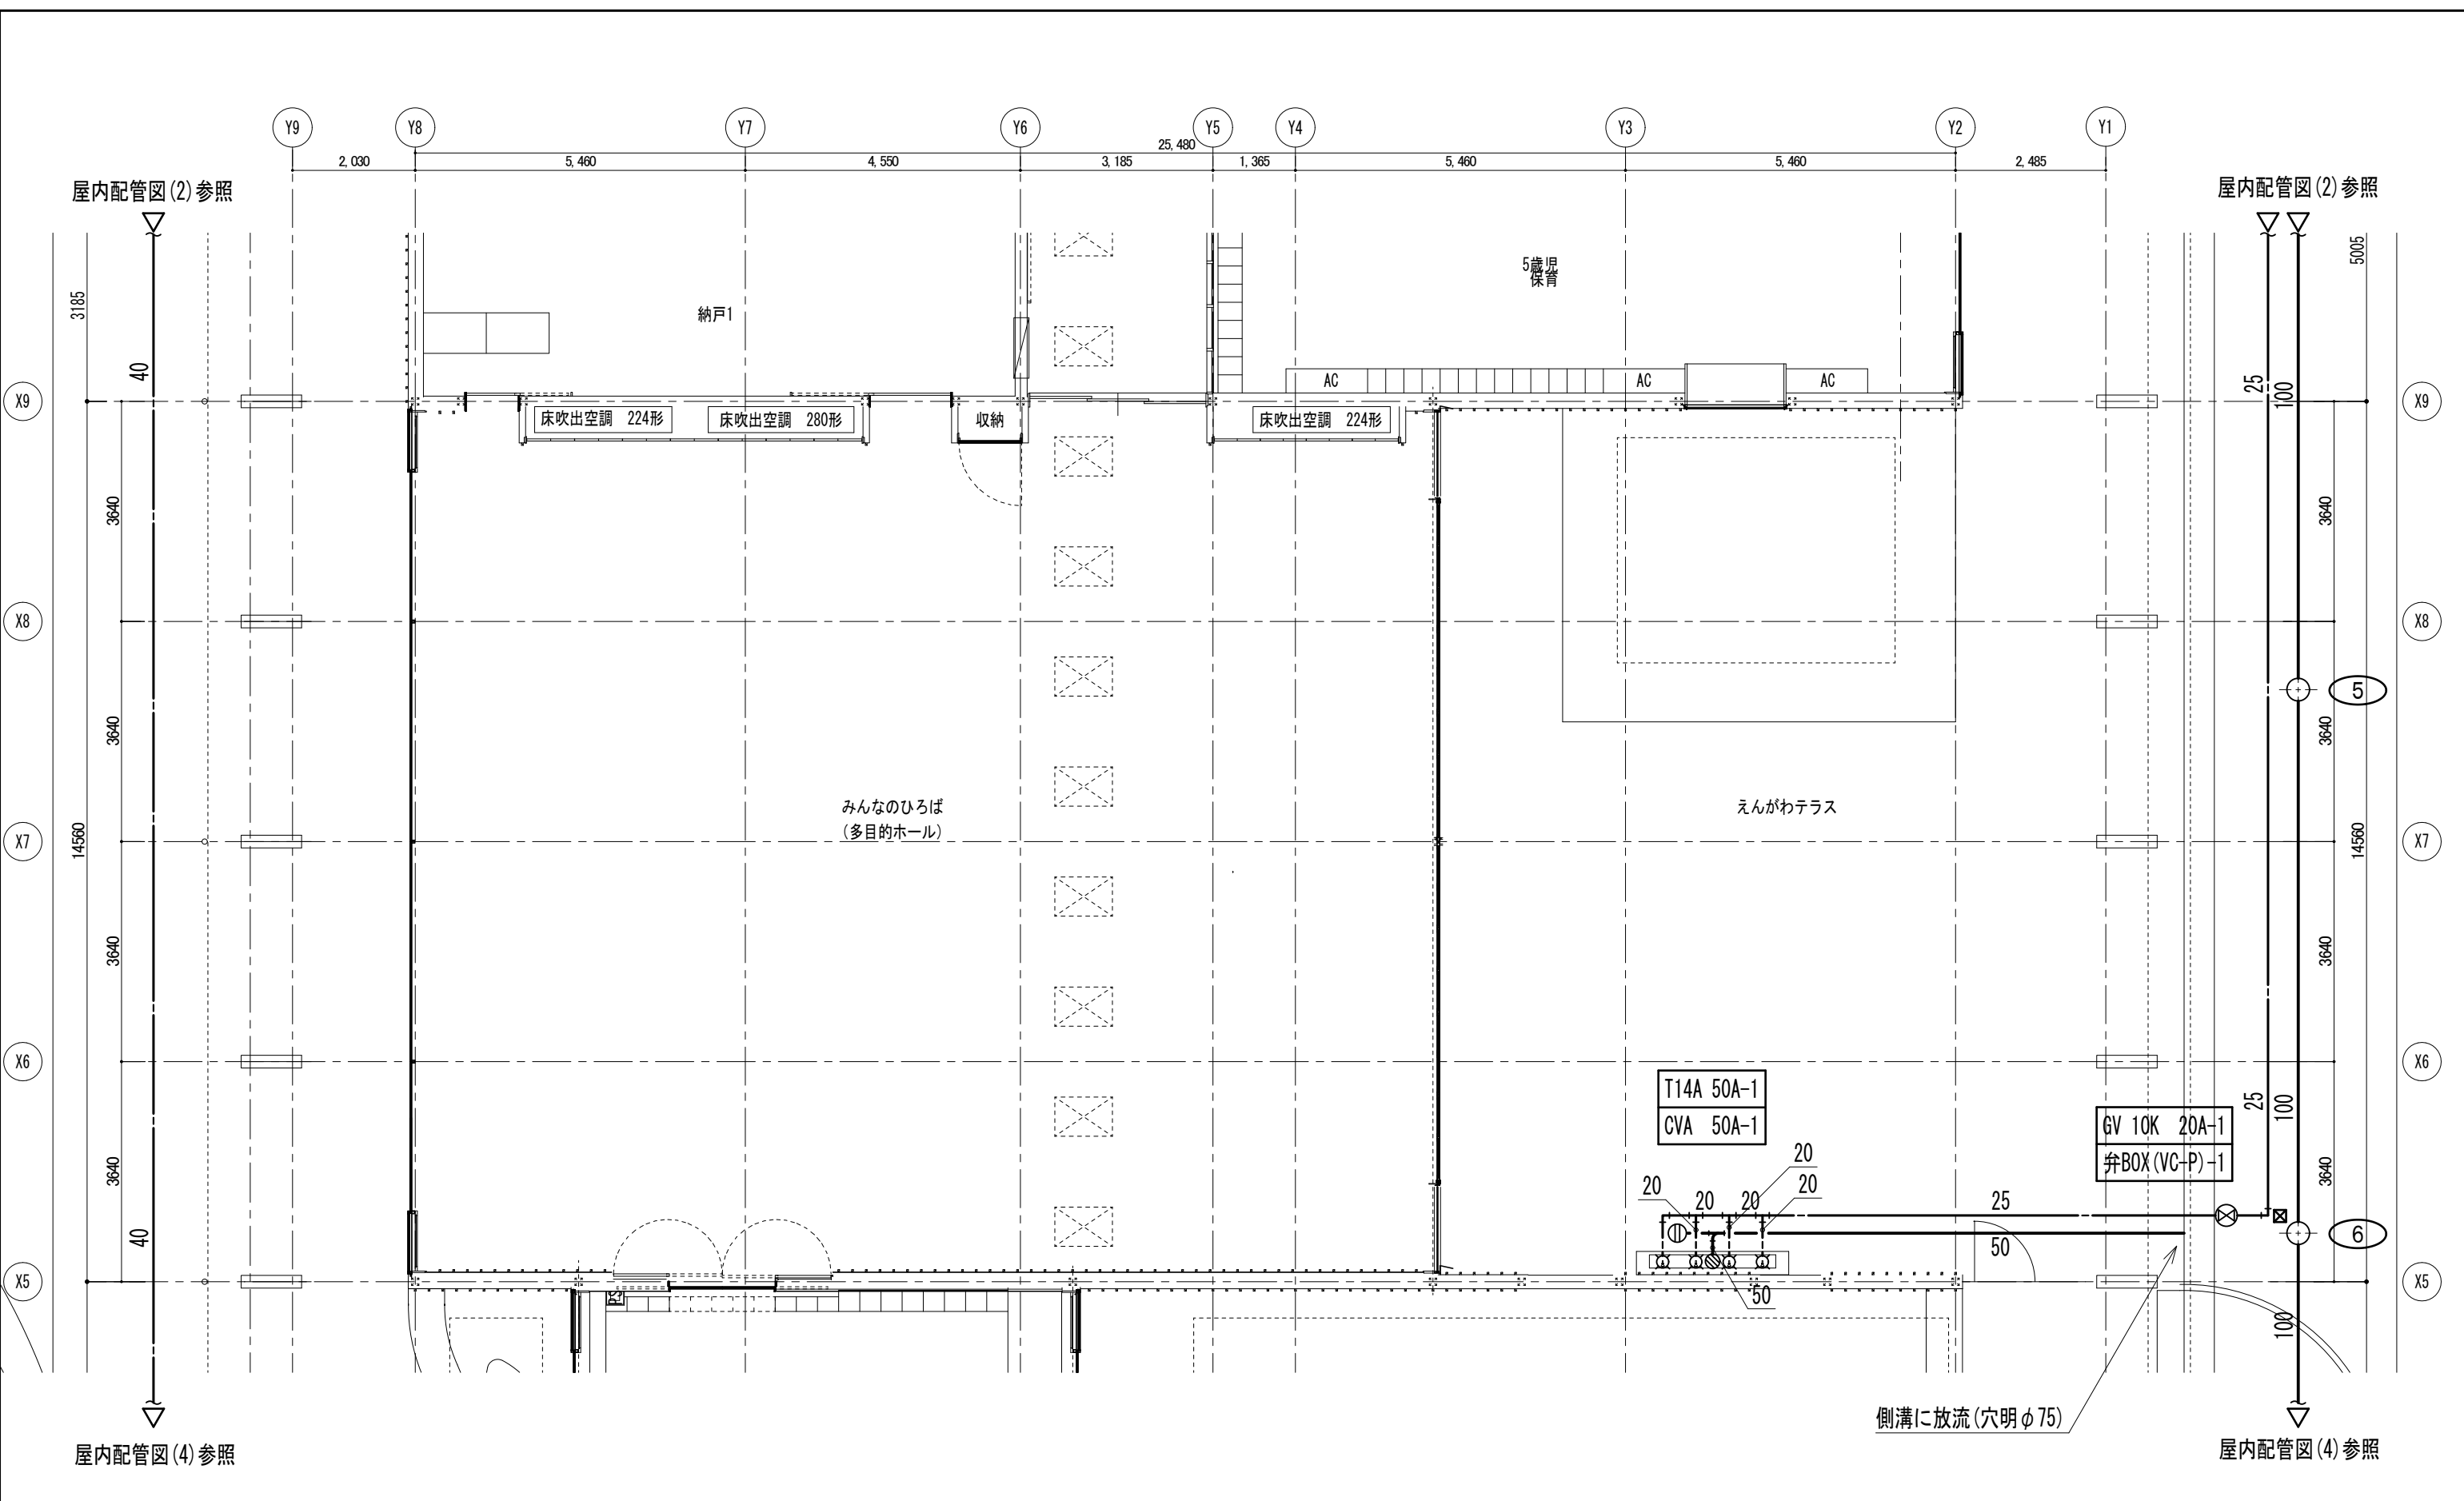 Y9 Y8 Y7 Y6 Y5 Y4 Y3 Y2 Y1
25,480
2,030 5,460 4,550 3,185 1,365 5,460 5,460 2,485
屋内配管図(2)参照
屋内配管図(2)参照
3185
5005
5歳児
保育
納戸1
40
25
100
AC AC AC
X9
X9
床吹出空調 224形
床吹出空調 280形
収納
床吹出空調 224形
3640
3640
X8
X8
5
3640
3640
みんなのひろば
(多目的ホール)
えんがわテラス
X7
X7
14560
14560
3640
3640
X6
X6
T14A 50A-1
CVA 50A-1
25
100
GV 10K 20A-1
弁BOX(VC-P)-1
3640
3640
20
20
20
20
20
25
40
50
6
X5
X5
PS
50
100
側溝に放流(穴明φ75)
屋内配管図(4)参照
屋内配管図(4)参照